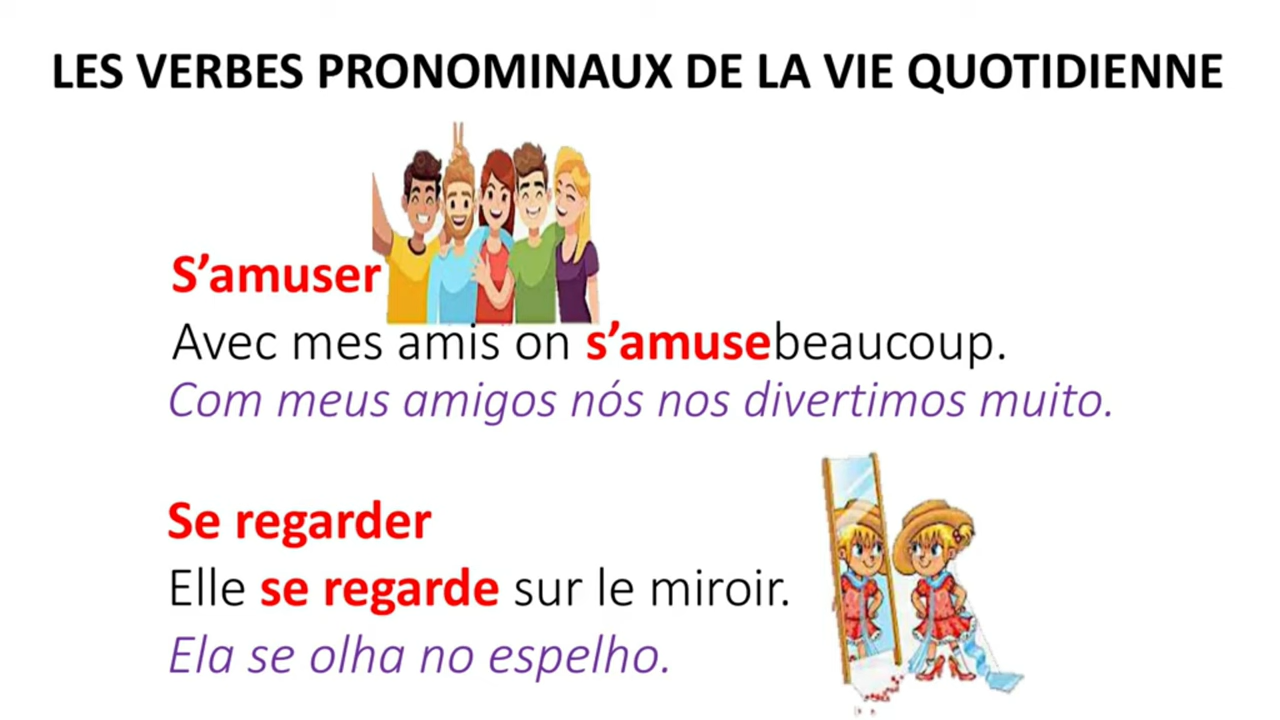 LES VERBES PRONOMINAUX DE LA VIE QUOTIDIENNE
S’amuser
Avec mes amis on s’amusebeaucoup.
Com meus amigos nós nos divertimos muito.
Se regarder
Elle se regarde sur le miroir.
Ela se olha no espelho.